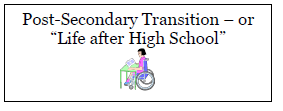 Post-Secondary Transition – or
“Life after High School”